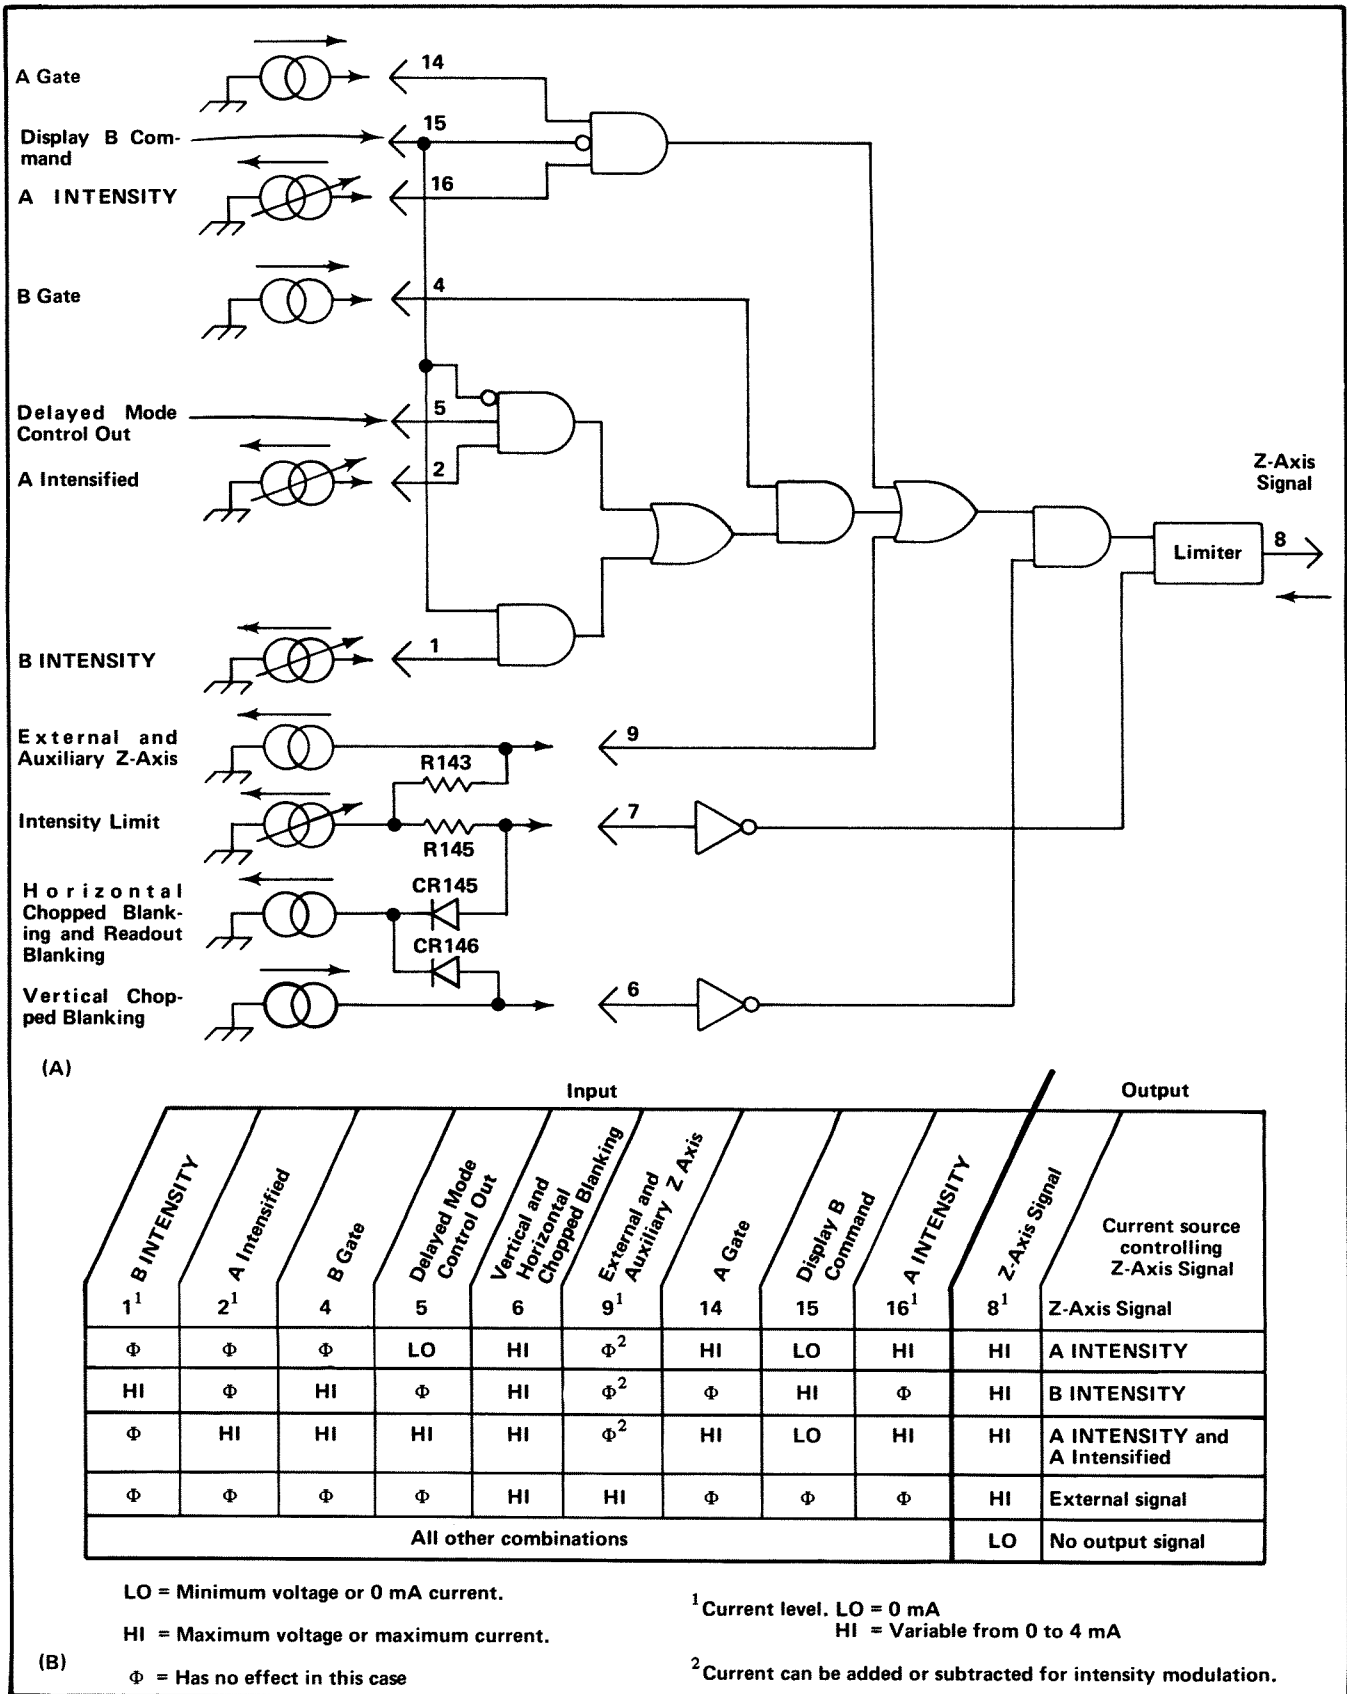 A Gate
14
Display B Com-
mand
15
A INTENSITY
16
B Gate
4
Delayed Mode
Control Out
5
A Intensified
2
Z-Axis
Signal
8
Limiter
B INTENSITY
1
External and
Auxiliary Z-Axis
9
R143
Intensity Limit
7
R145
CR145
Horizontal
Chopped Blank-
ing and Readout
Blanking
CR146
Vertical Chop-
ped Blanking
6
(A)
Input
Output
B INTENSITY
A Intensified
B Gate
Delayed Mode
Control Out
Vertical and
Horizontal
Chopped Blanking
External and
Auxiliary Z Axis
A Gate
Display B
Command
A INTENSITY
Z-Axis Signal
Current source
controlling
Z-Axis Signal
1¹ 2¹ 4 5 6 9¹ 14 15 16¹ 8¹ Z-Axis Signal
Φ Φ Φ LO HI Φ² HI LO HI HI A INTENSITY
HI Φ HI Φ HI Φ² Φ HI Φ HI B INTENSITY
Φ HI HI HI HI Φ² HI LO HI HI A INTENSITY and
A Intensified
Φ Φ Φ Φ HI HI Φ Φ Φ HI External signal
All other combinations LO No output signal
LO = Minimum voltage or 0 mA current.
HI = Maximum voltage or maximum current.
Φ = Has no effect in this case
(B)
¹Current level. LO = 0 mA
HI = Variable from 0 to 4 mA
²Current can be added or subtracted for intensity modulation.